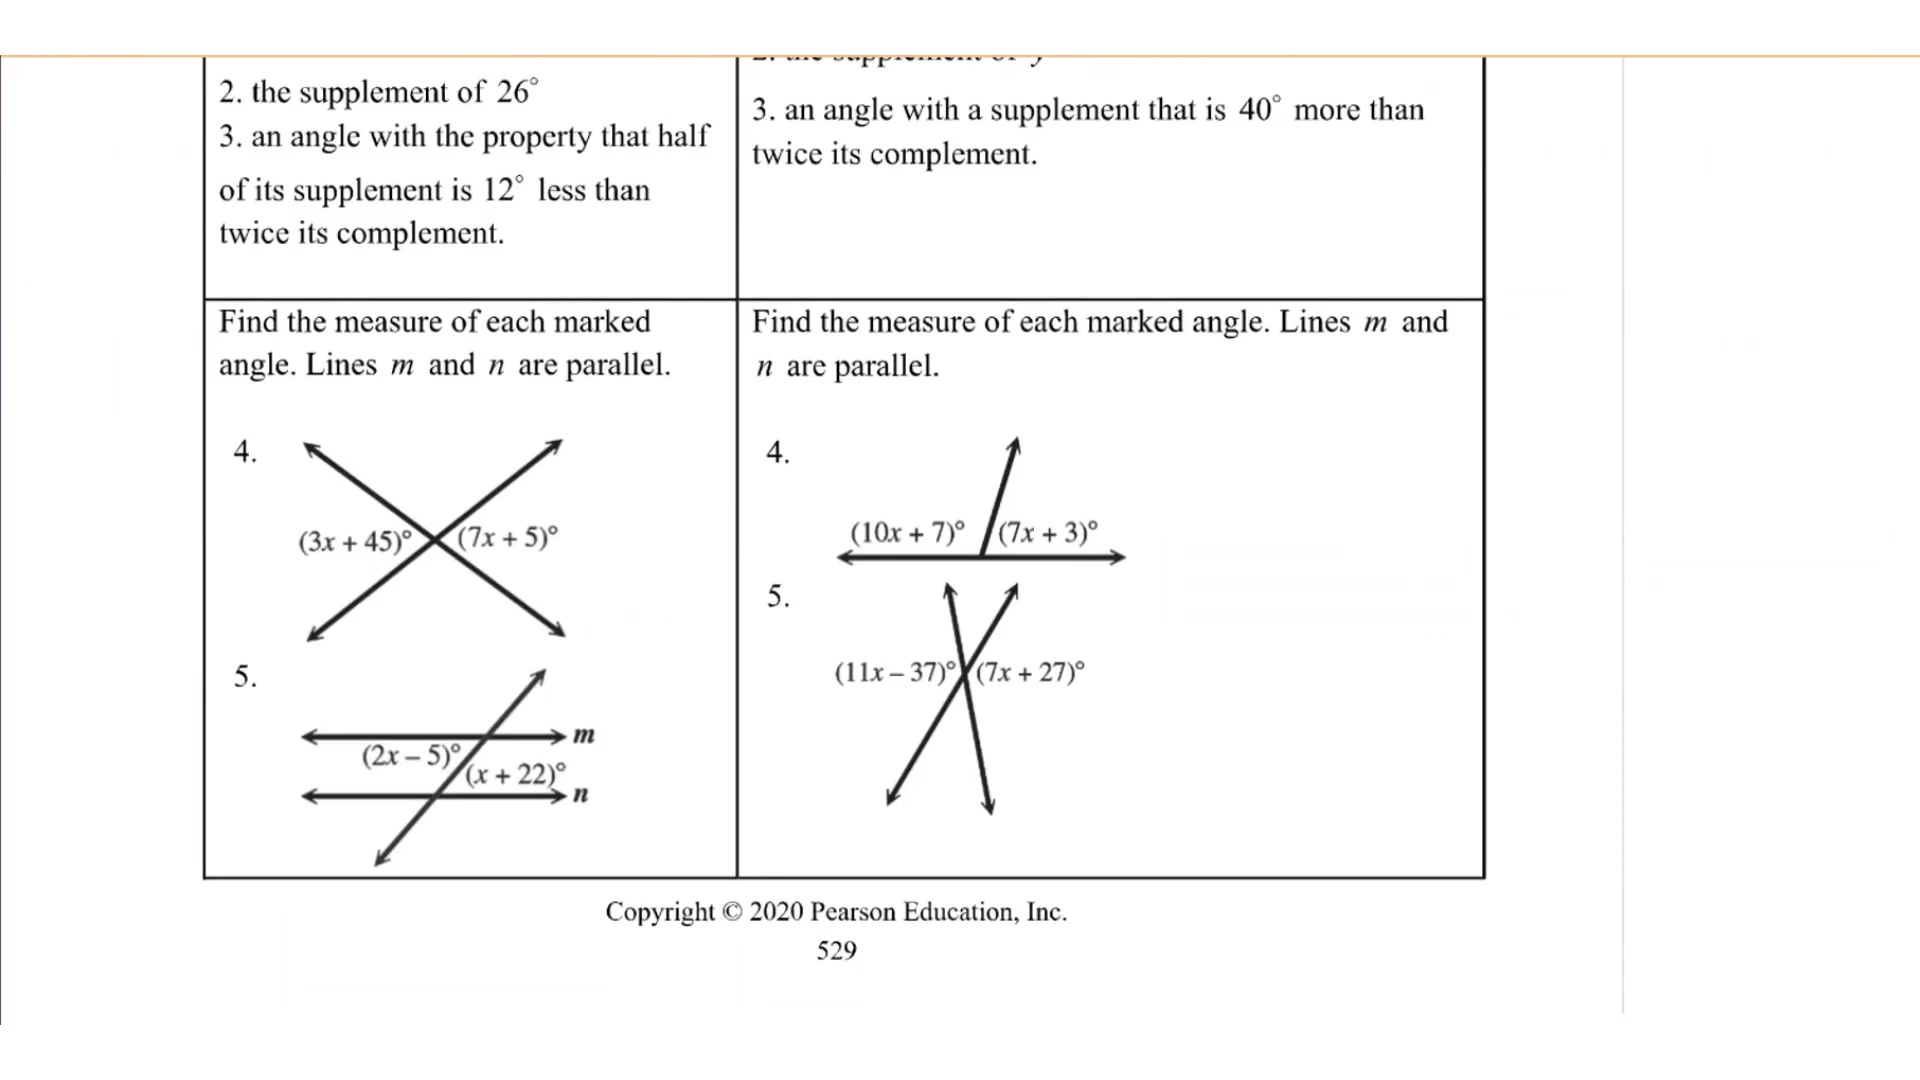 2. the supplement of 26°
3. an angle with the property that half
of its supplement is 12° less than
twice its complement.
3. an angle with a supplement that is 40° more than
twice its complement.
Find the measure of each marked
angle. Lines m and n are parallel.
4.
(3x + 45)° (7x + 5)°
5.
m
(2x – 5)°
(x + 22)°
n
Find the measure of each marked angle. Lines m and
n are parallel.
4.
(10x + 7)° (7x + 3)°
5.
(11x – 37)° (7x + 27)°
Copyright © 2020 Pearson Education, Inc.
529